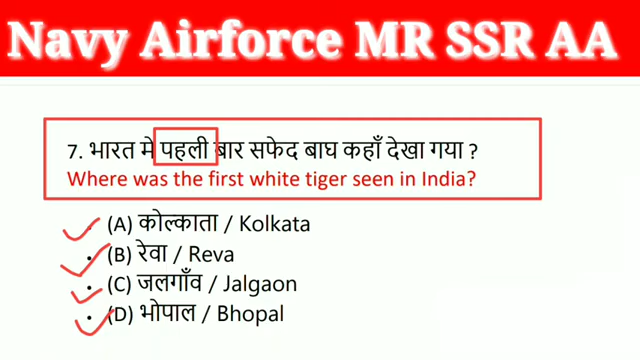 Navy Airforce MR SSR AA
7. भारत मे पहली बार सफेद बाघ कहाँ देखा गया ?
Where was the first white tiger seen in India?
• (A) कोल्काता / Kolkata
• (B) रेवा / Reva
• (C) जलगाँव / Jalgaon
• (D) भोपाल / Bhopal